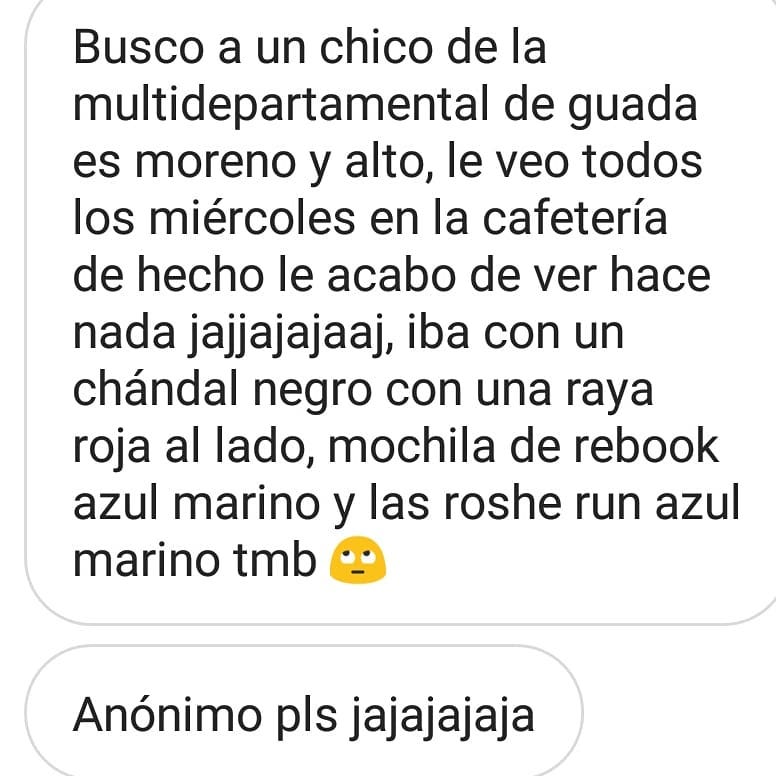 Busco a un chico de la
multidepartamental de guada
es moreno y alto, le veo todos
los miércoles en la cafetería
de hecho le acabo de ver hace
nada jajjajajaaj, iba con un
chándal negro con una raya
roja al lado, mochila de rebook
azul marino y las roshe run azul
marino tmb 🙄
Anónimo pls jajajajaja